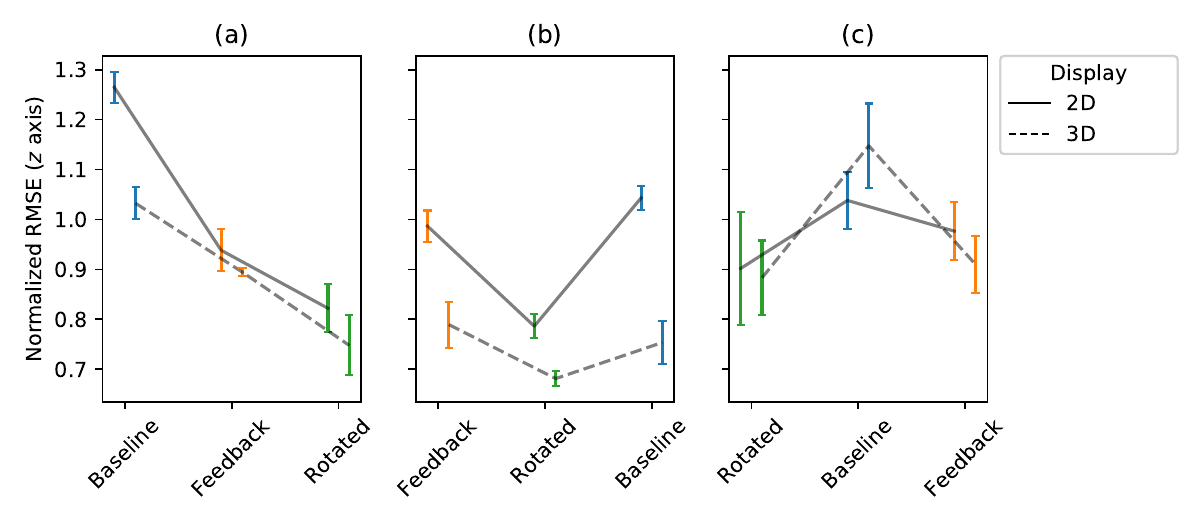 (a)
(b)
(c)
Normalized RMSE (z axis)
1.3
1.2
1.1
1.0
0.9
0.8
0.7
Baseline
Feedback
Rotated
Feedback
Rotated
Baseline
Rotated
Baseline
Feedback
Display
2D
3D